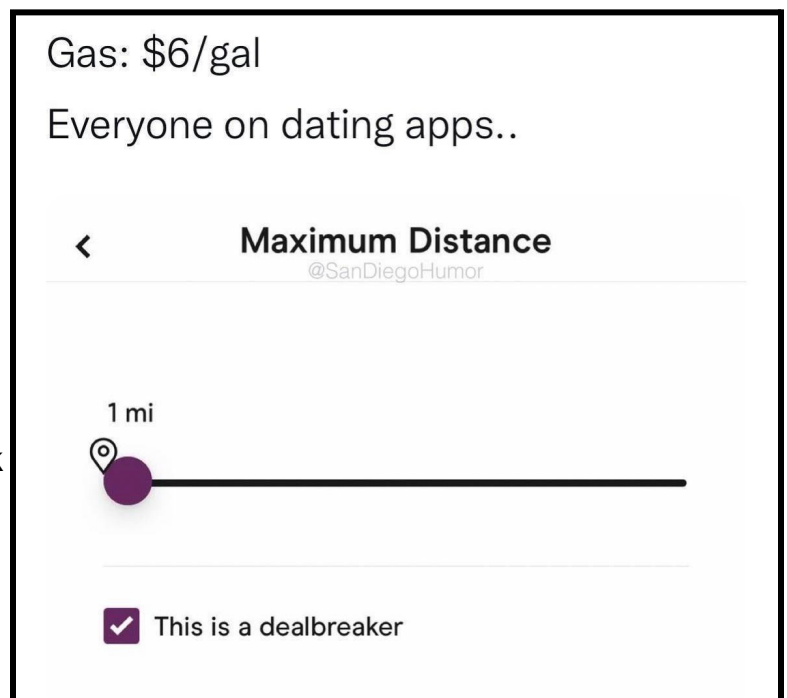 Gas: $6/gal
Everyone on dating apps..
Maximum Distance
@SanDiegoHumor
1 mi
This is a dealbreaker